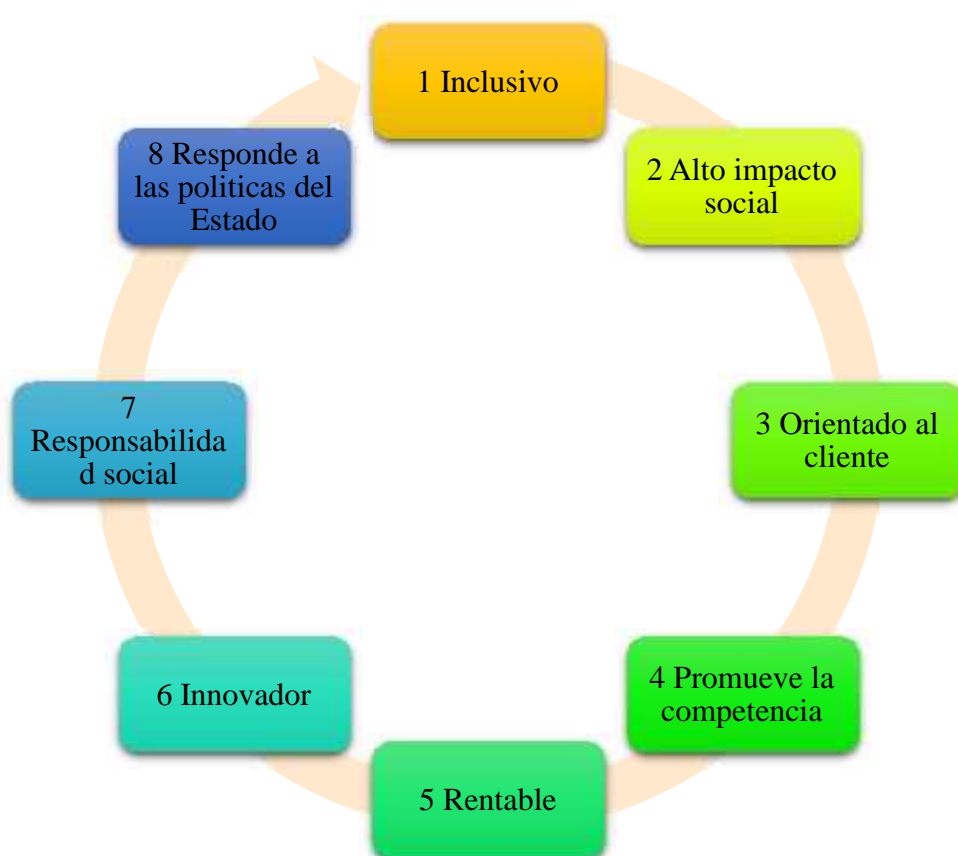 1 Inclusivo
2 Alto impacto
social
3 Orientado al
cliente
4 Promueve la
competencia
5 Rentable
6 Innovador
7
Responsabilida
d social
8 Responde a
las politicas del
Estado